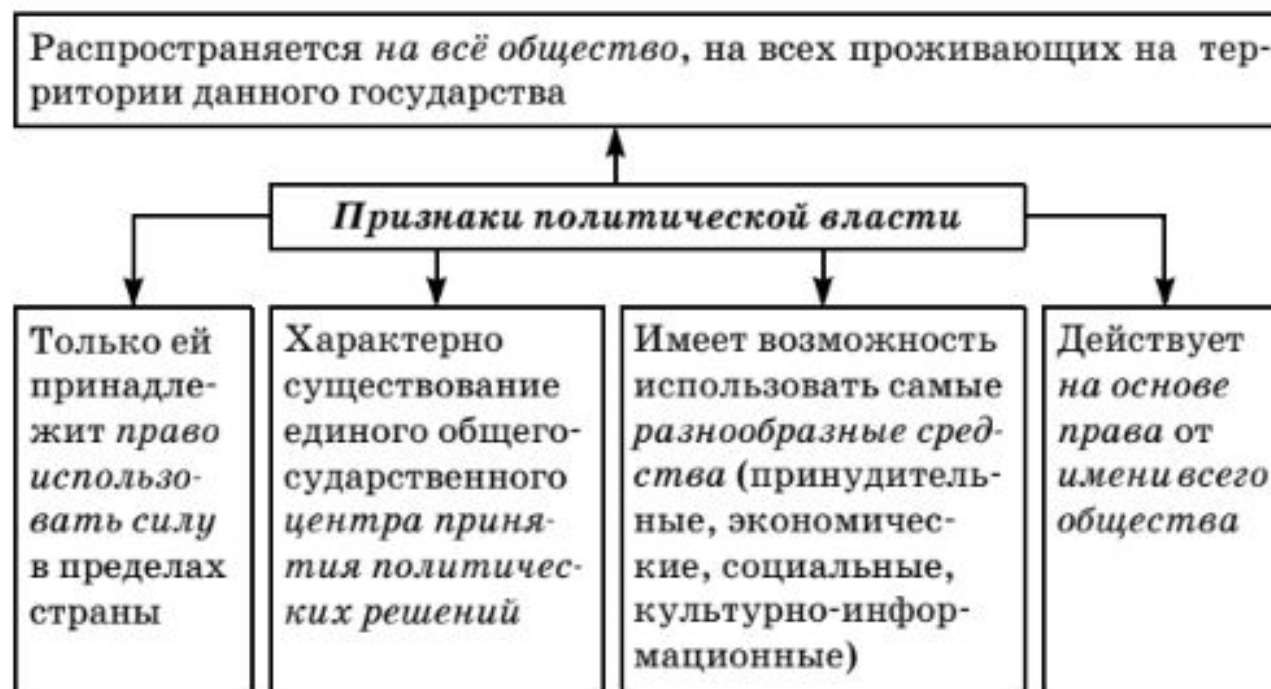 Распространяется на всё общество, на всех проживающих на тер-
ритории данного государства
Признаки политической власти
Только ей
принадле-
жит право
использо-
вать силу
в пределах
страны
Характерно
существование
единого общего-
сударственного
центра приня-
тия политичес-
ких решений
Имеет возможность
использовать самые
разнообразные сред-
ства (принудитель-
ные, экономичес-
кие, социальные,
культурно-инфор-
мационные)
Действует
на основе
права от
имени всего
общества